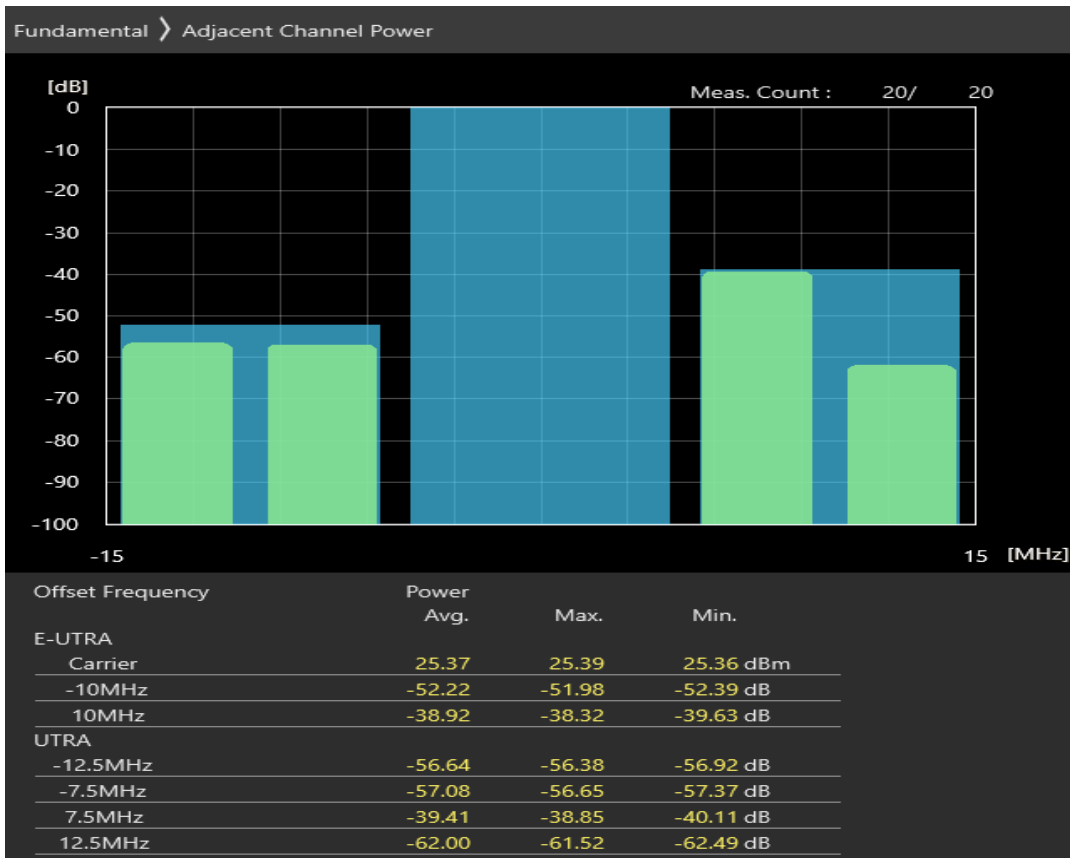 Fundamental 〉 Adjacent Channel Power
[dB]
Meas. Count : 20/ 20
0
-10
-20
-30
-40
-50
-60
-70
-80
-90
-100
-15 15 [MHz]
Offset Frequency Power
Avg. Max. Min.
E-UTRA
Carrier 25.37 25.39 25.36 dBm
-10MHz -52.22 -51.98 -52.39 dB
10MHz -38.92 -38.32 -39.63 dB
UTRA
-12.5MHz -56.64 -56.38 -56.92 dB
-7.5MHz -57.08 -56.65 -57.37 dB
7.5MHz -39.41 -38.85 -40.11 dB
12.5MHz -62.00 -61.52 -62.49 dB